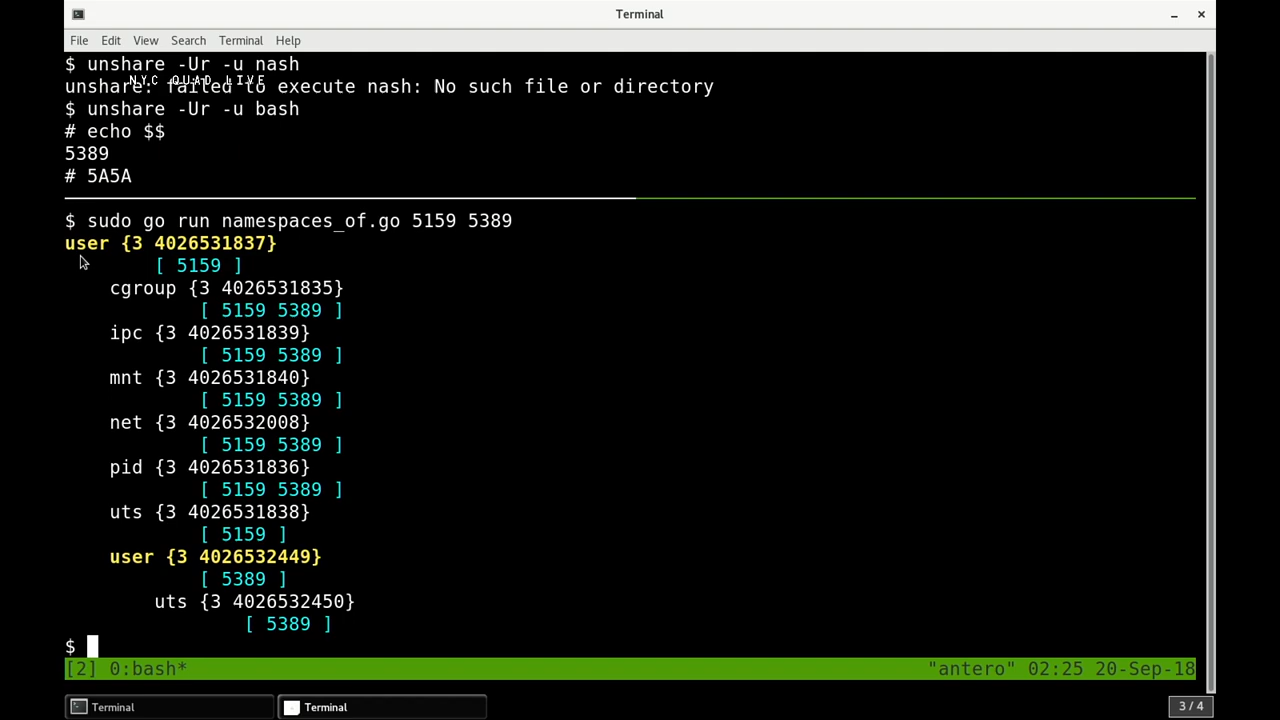 Terminal
File Edit View Search Terminal Help
$ unshare -Ur -u nash
NYC QUAD LIVE
unshare: failed to execute nash: No such file or directory
$ unshare -Ur -u bash
# echo $$
5389
# 5A5A
$ sudo go run namespaces_of.go 5159 5389
user {3 4026531837}
[ 5159 ]
cgroup {3 4026531835}
[ 5159 5389 ]
ipc {3 4026531839}
[ 5159 5389 ]
mnt {3 4026531840}
[ 5159 5389 ]
net {3 4026532008}
[ 5159 5389 ]
pid {3 4026531836}
[ 5159 5389 ]
uts {3 4026531838}
[ 5159 ]
user {3 4026532449}
[ 5389 ]
uts {3 4026532450}
[ 5389 ]
$
[2] 0:bash* "antero" 02:25 20-Sep-18
Terminal Terminal 3 / 4